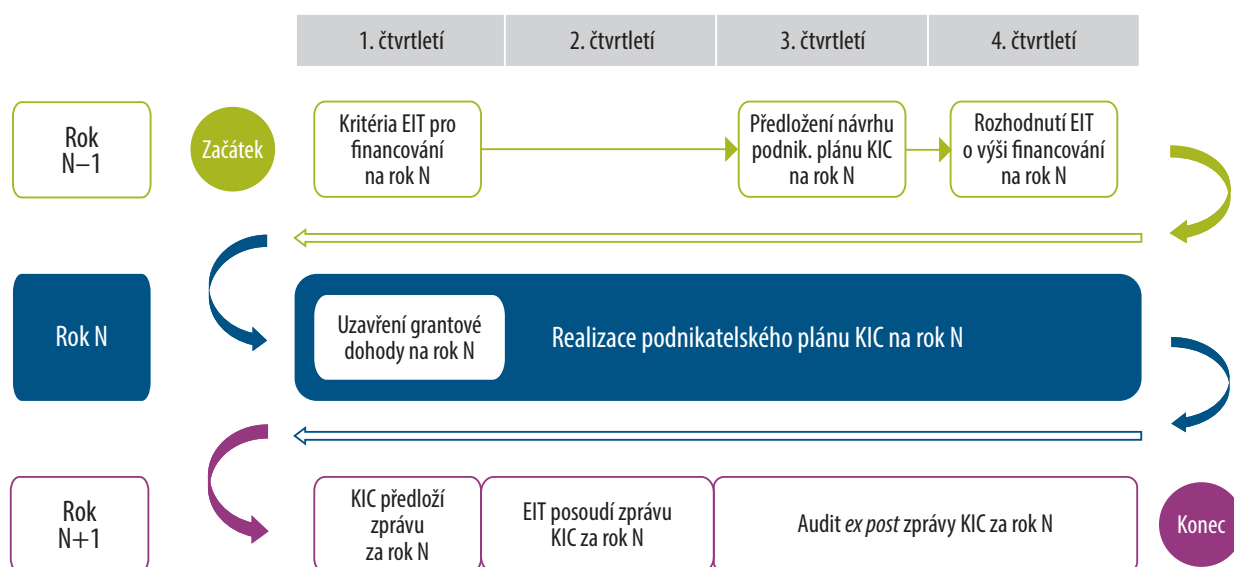 1. čtvrtletí
2. čtvrtletí
3. čtvrtletí
4. čtvrtletí
Rok
N–1
Začátek
Kritéria EIT pro
financování
na rok N
Předložení návrhu
podnik. plánu KIC
na rok N
Rozhodnutí EIT
o výši financování
na rok N
Rok N
Uzavření grantové
dohody na rok N
Realizace podnikatelského plánu KIC na rok N
Rok
N+1
KIC předloží
zprávu
za rok N
EIT posoudí zprávu
KIC za rok N
Audit ex post zprávy KIC za rok N
Konec